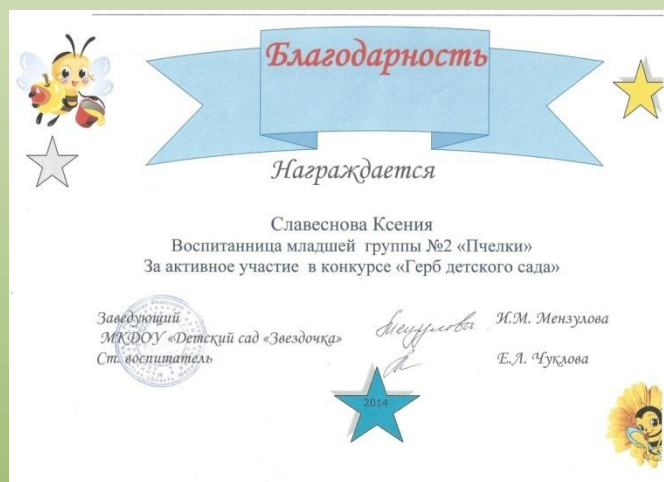 Благодарность
Награждается
Славеснова Ксения
Воспитанница младшей группы №2 «Пчелки»
За активное участие в конкурсе «Герб детского сада»
Заведующий
МКДОУ «Детский сад «Звездочка»
И.М. Мензулова
Ст. воспитатель
Е.Л. Чуклова
2014